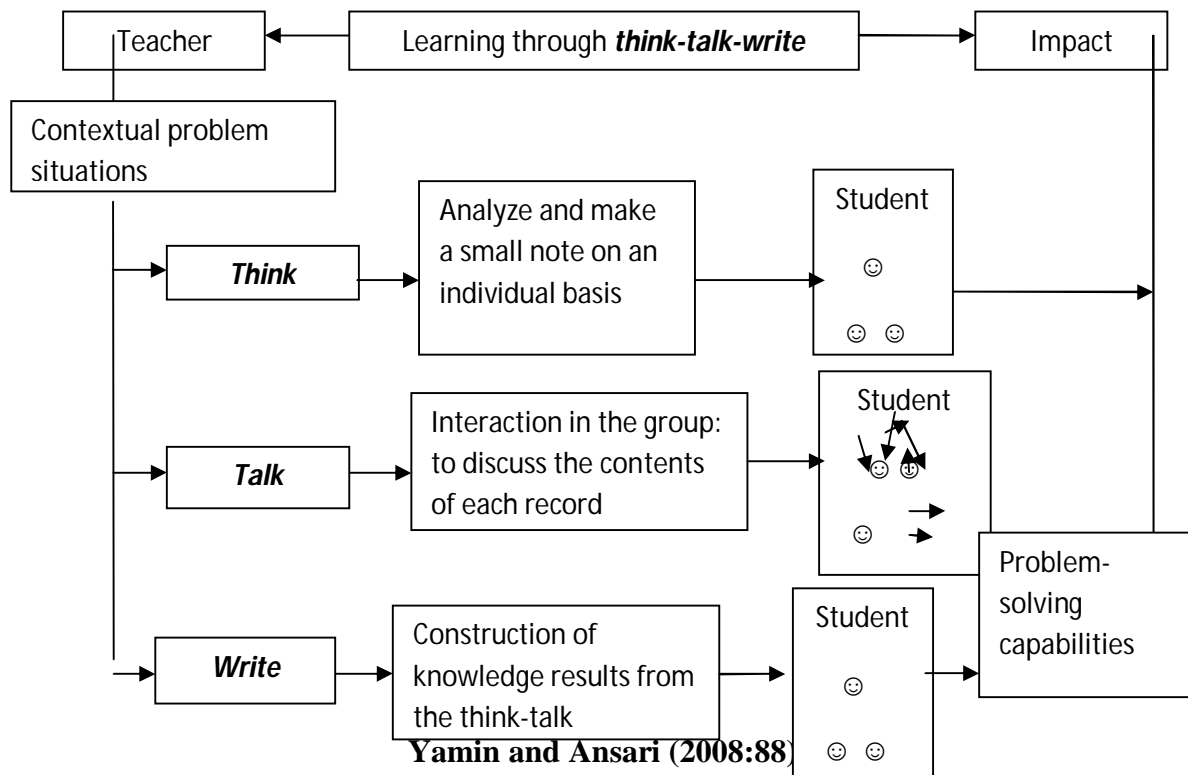 Teacher
Learning through think-talk-write
Impact
Contextual problem
situations
Think
Analyze and make
a small note on an
individual basis
Student
Talk
Interaction in the group:
to discuss the contents
of each record
Student
Write
Construction of
knowledge results from
the think-talk
Student
Problem-
solving
capabilities
Yamin and Ansari (2008:88)